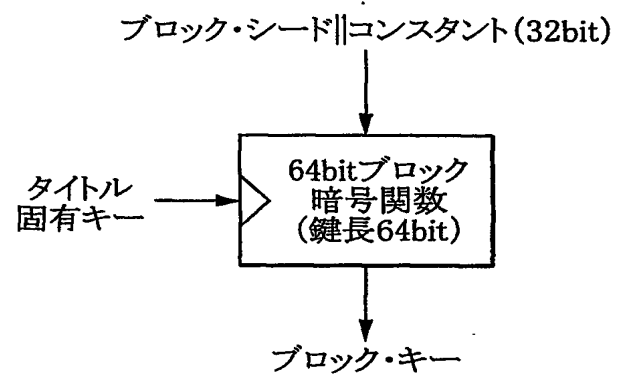 ブロック・シード||コンスタント(32bit)
64bitブロック
暗号関数
(鍵長64bit)
タイトル
固有キー
ブロック・キー